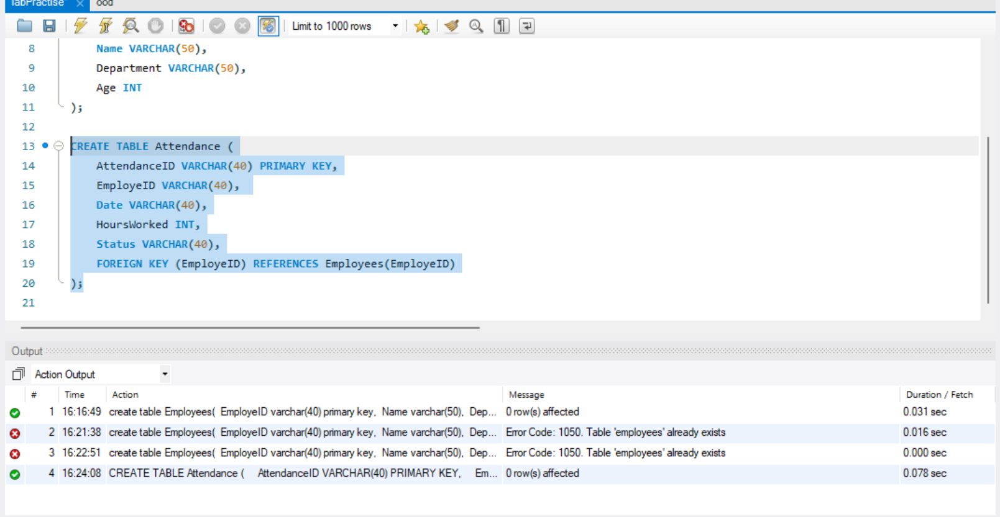 TabPractise* × ood
Limit to 1000 rows
8 Name VARCHAR(50),
9 Department VARCHAR(50),
10 Age INT
11 );
12
13 CREATE TABLE Attendance (
14 AttendanceID VARCHAR(40) PRIMARY KEY,
15 EmployeID VARCHAR(40),
16 Date VARCHAR(40),
17 HoursWorked INT,
18 Status VARCHAR(40),
19 FOREIGN KEY (EmployeID) REFERENCES Employees(EmployeID)
20 );
21
Output
Action Output
# Time Action Message Duration / Fetch
1 16:16:49 create table Employees( EmployeID varchar(40) primary key, Name varchar(50), Dep... 0 row(s) affected 0.031 sec
2 16:21:38 create table Employees( EmployeID varchar(40) primary key, Name varchar(50), Dep... Error Code: 1050. Table 'employees' already exists 0.016 sec
3 16:22:51 create table Employees( EmployeID varchar(40) primary key, Name varchar(50), Dep... Error Code: 1050. Table 'employees' already exists 0.000 sec
4 16:24:08 CREATE TABLE Attendance ( AttendanceID VARCHAR(40) PRIMARY KEY, Em... 0 row(s) affected 0.078 sec